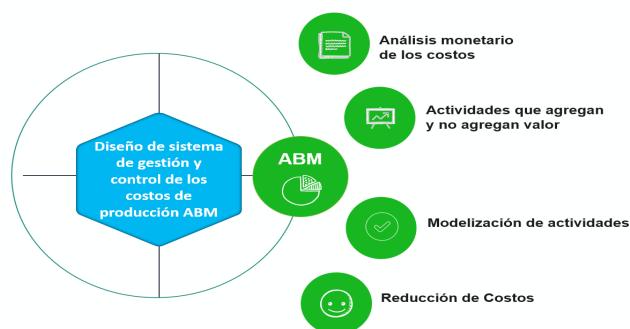 Diseño de sistema
de gestión y
control de los
costos de
producción ABM
ABM
Análisis monetario
de los costos
Actividades que agregan
y no agregan valor
Modelización de actividades
Reducción de Costos